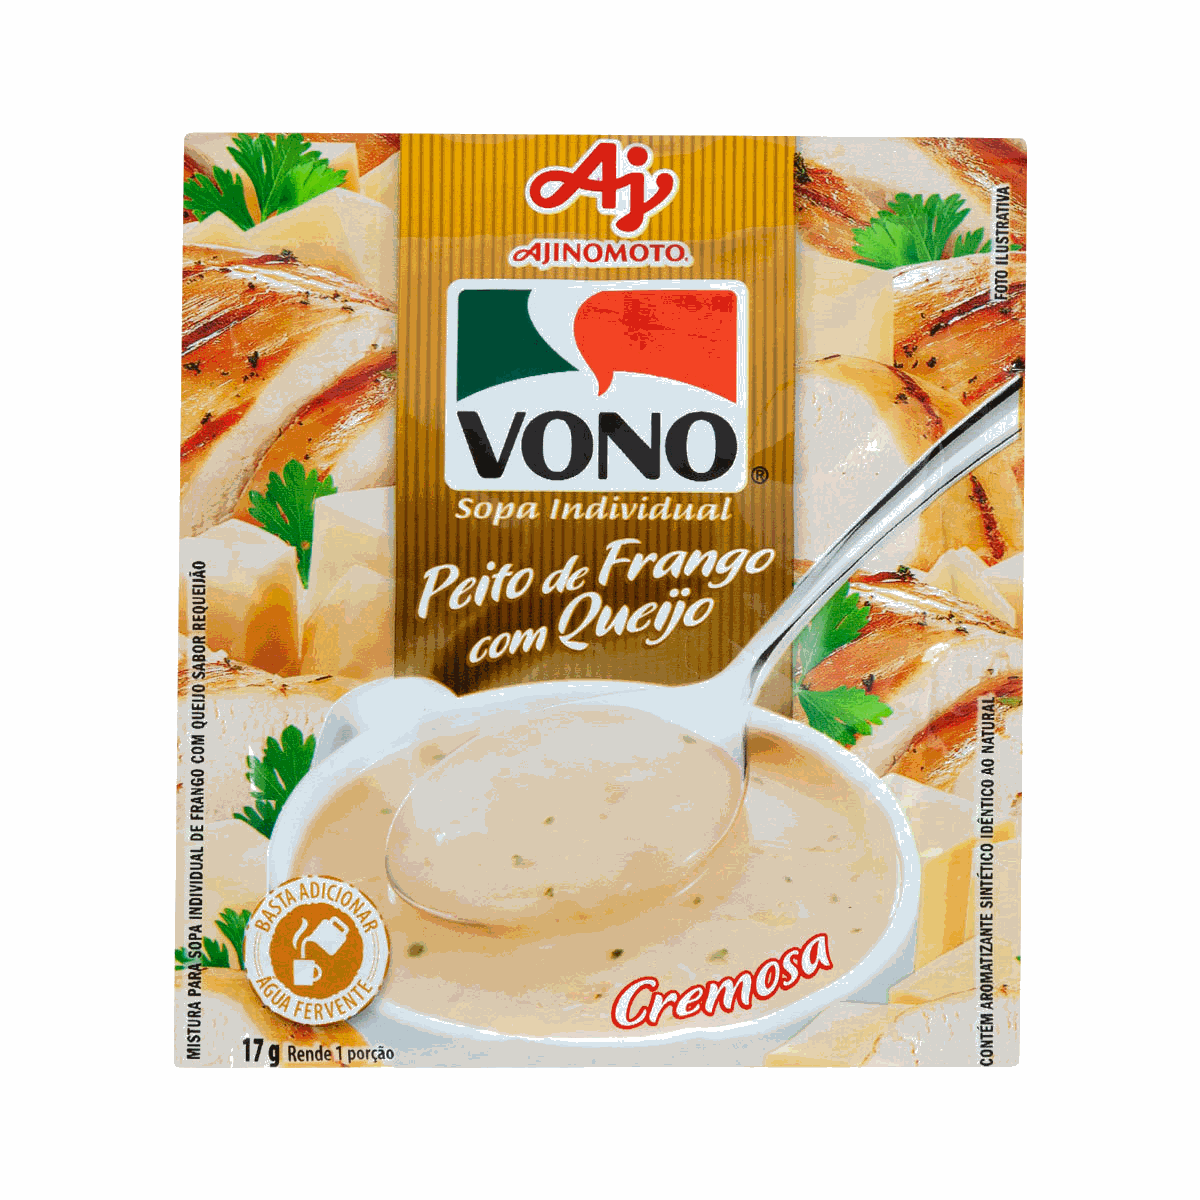 Aj
AJINOMOTO®
VONO®
Sopa Individual
Peito de Frango
com Queijo
FOTO ILUSTRATIVA
MISTURA PARA SOPA INDIVIDUAL DE FRANGO COM QUEIJO SABOR REQUEIJÃO
CONTÉM AROMATIZANTE SINTÉTICO IDÊNTICO AO NATURAL
BASTA ADICIONAR
ÁGUA FERVENTE
Cremosa
17 g Rende 1 porção